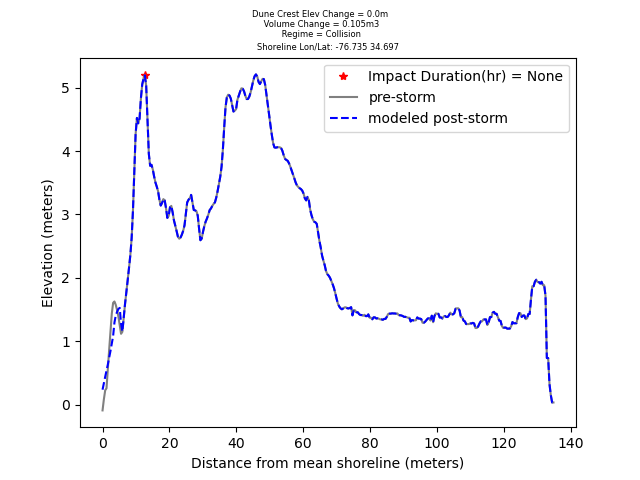 Dune Crest Elev Change = 0.0m
Volume Change = 0.105m3
Regime = Collision
Shoreline Lon/Lat: -76.735 34.697
Impact Duration(hr) = None
pre-storm
modeled post-storm
Elevation (meters)
5
4
3
2
1
0
0 20 40 60 80 100 120 140
Distance from mean shoreline (meters)